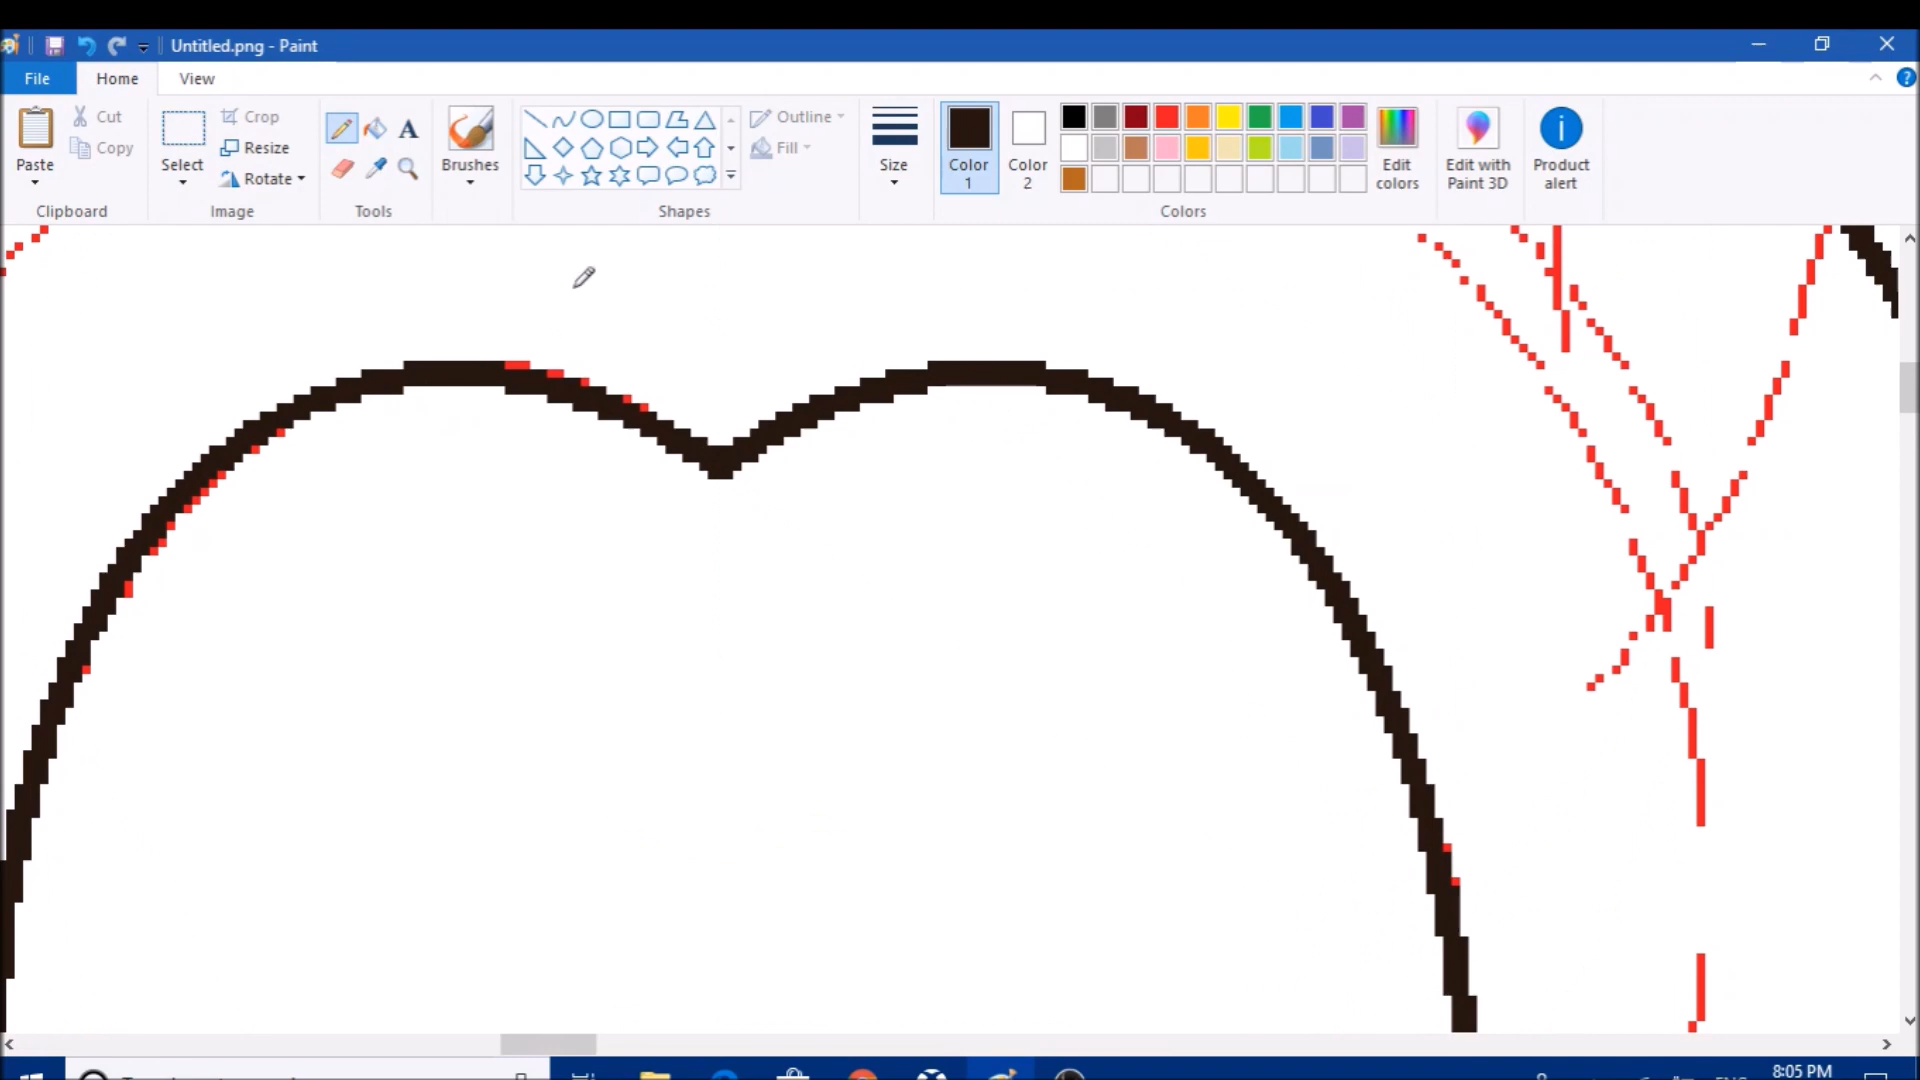 Untitled.png - Paint
File Home View
Paste
Cut
Copy
Clipboard
Select
Crop
Resize
Rotate
Image
A
Tools
Brushes
Shapes
Outline
Fill
Size
Color 1
Color 2
Colors
Edit colors
Edit with Paint 3D
Product alert
8:05 PM